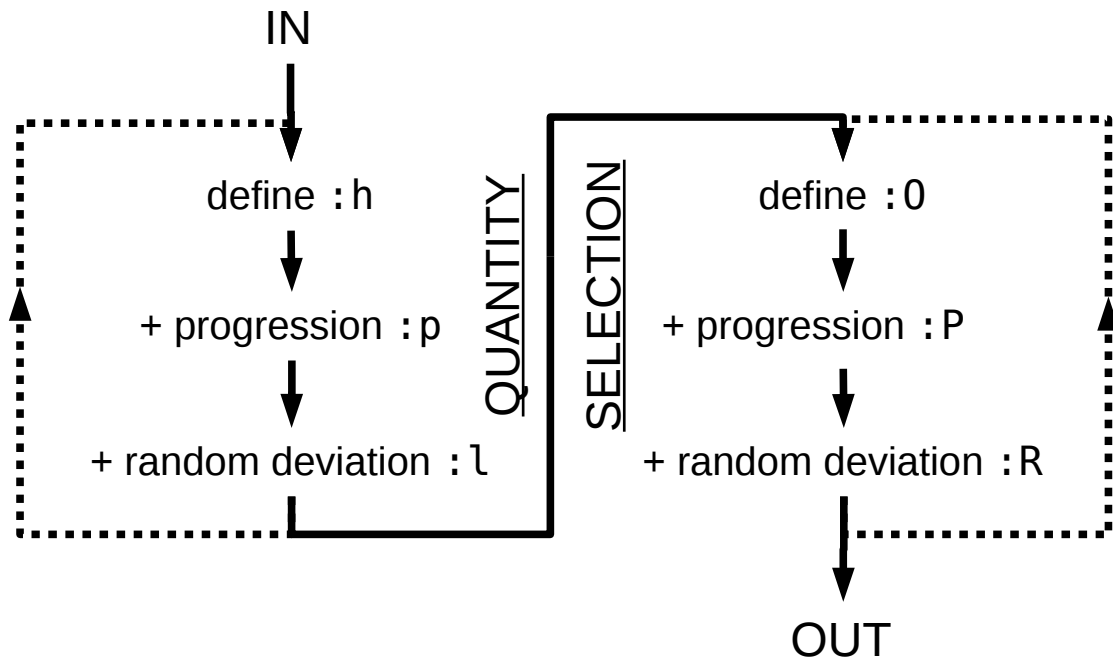 IN
define :h
+ progression :p
+ random deviation :l
QUANTITY
SELECTION
define :O
+ progression :P
+ random deviation :R
OUT